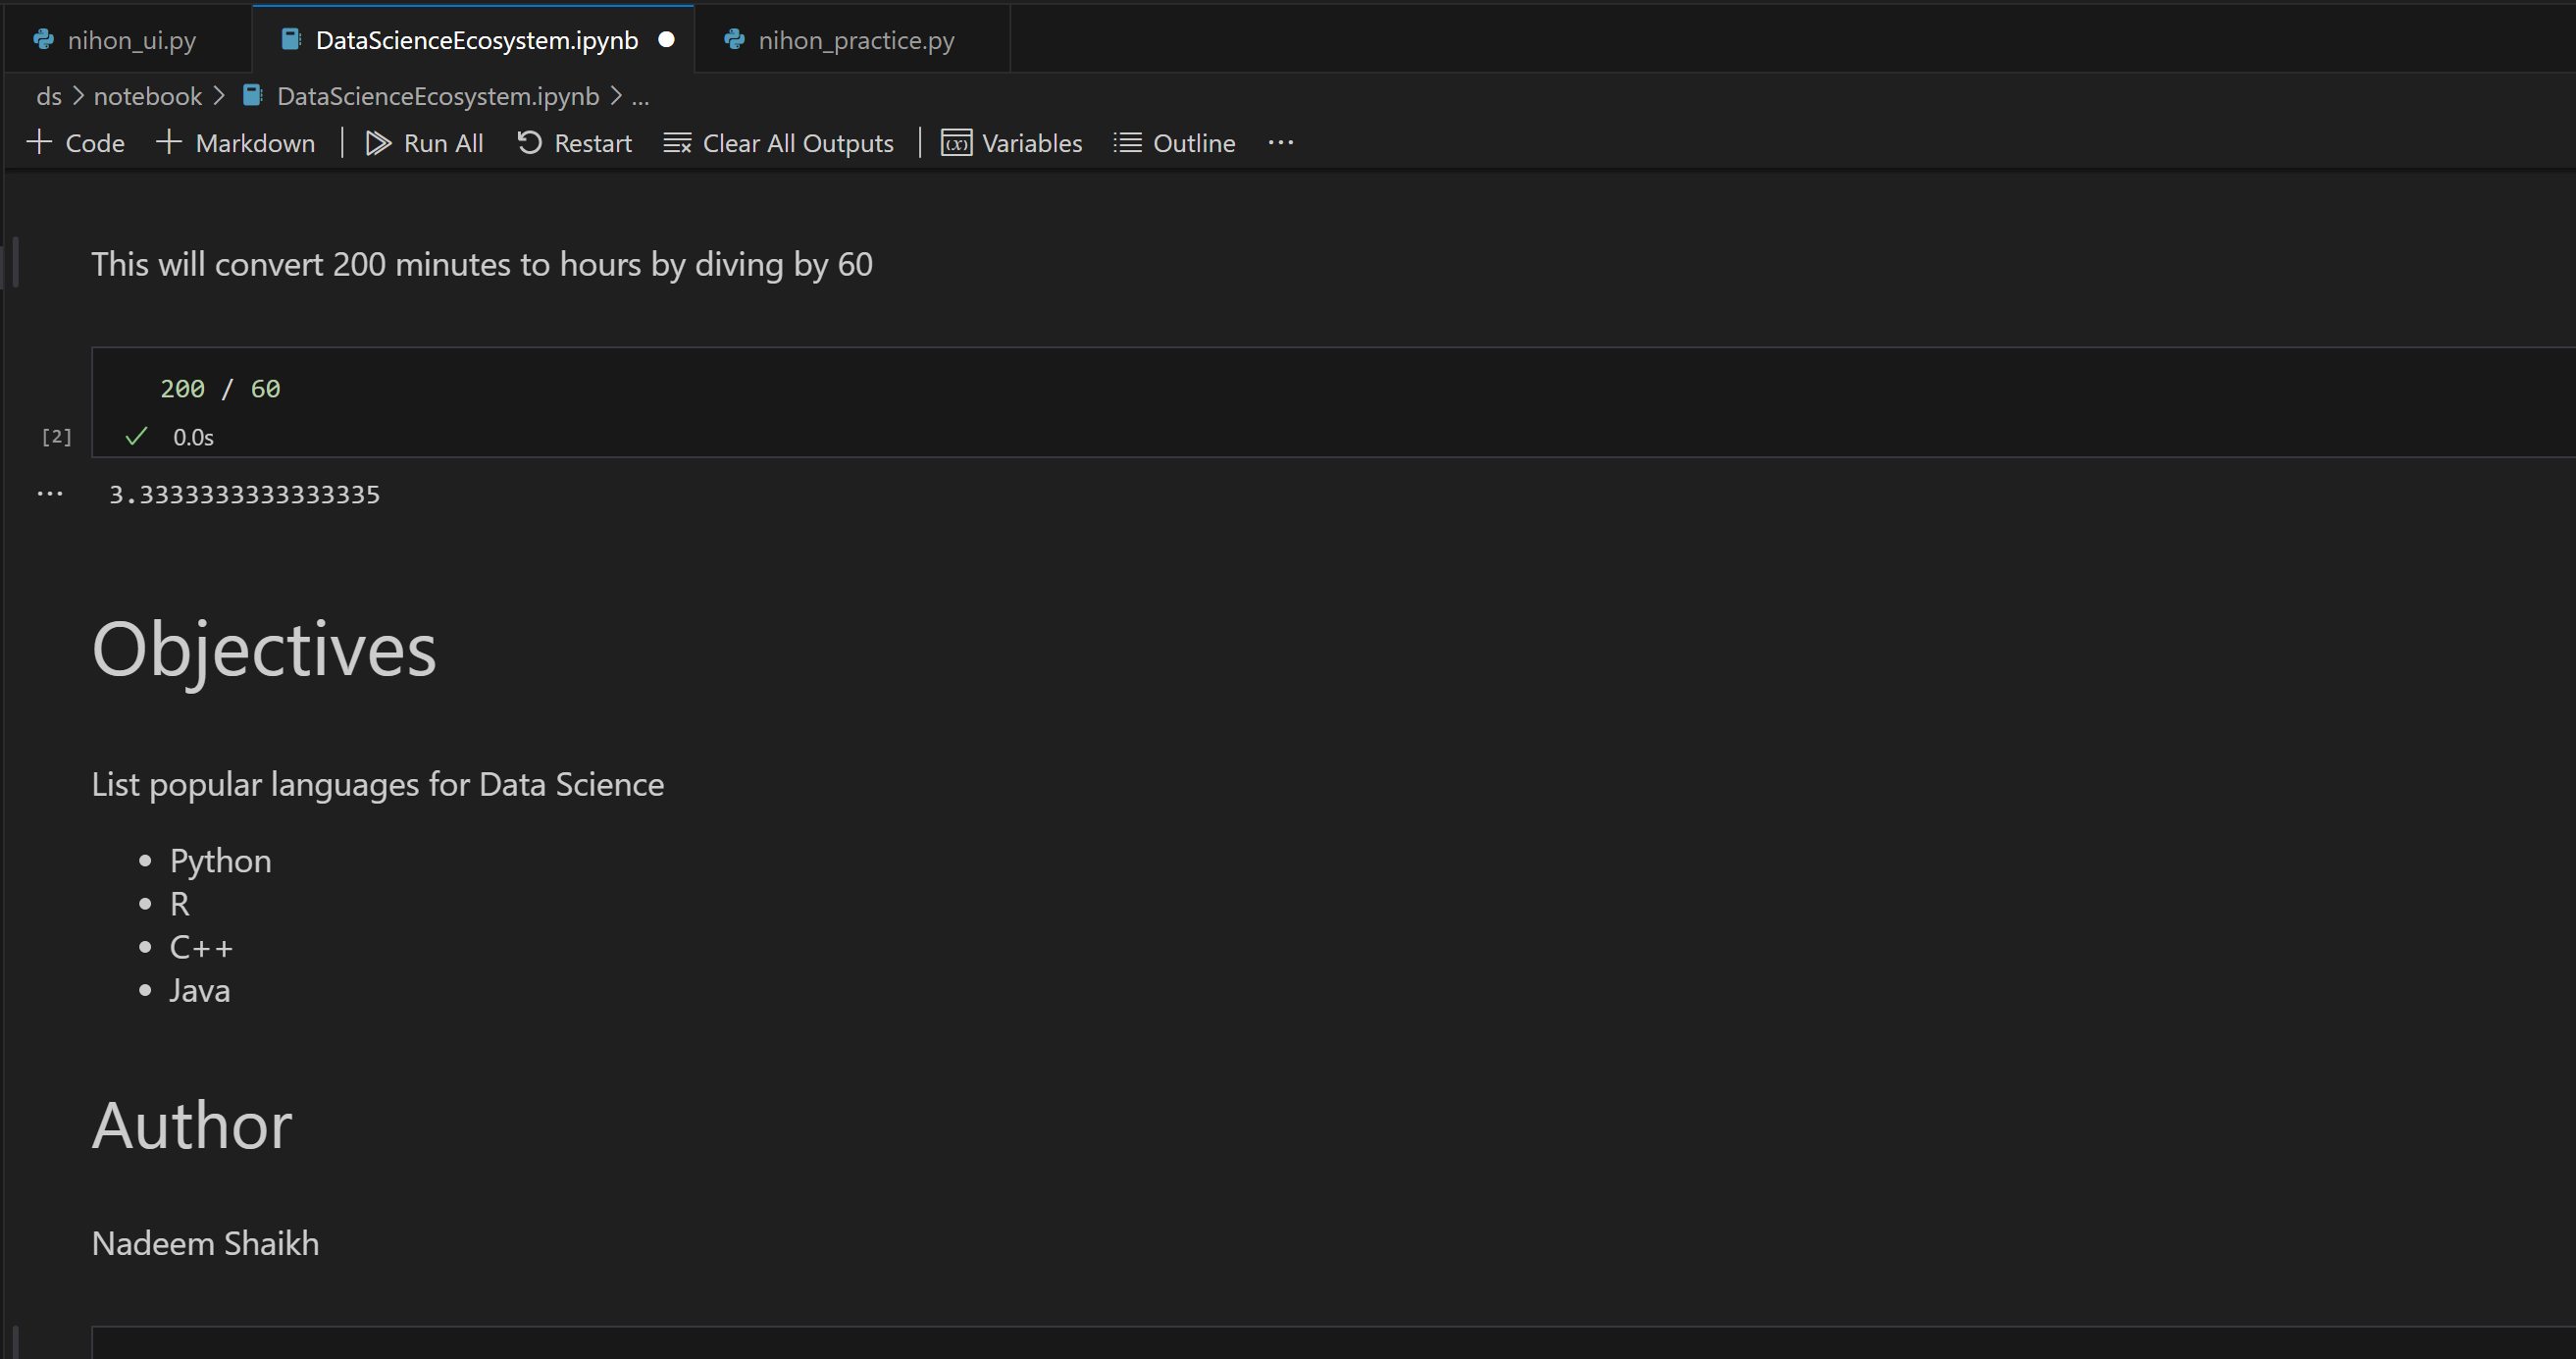 nihon_ui.py DataScienceEcosystem.ipynb nihon_practice.py
ds > notebook > DataScienceEcosystem.ipynb > ...
Code Markdown Run All Restart Clear All Outputs Variables Outline ...
This will convert 200 minutes to hours by diving by 60
200 / 60
[2] 0.0s
... 3.3333333333333335
Objectives
List popular languages for Data Science
• Python
• R
• C++
• Java
Author
Nadeem Shaikh